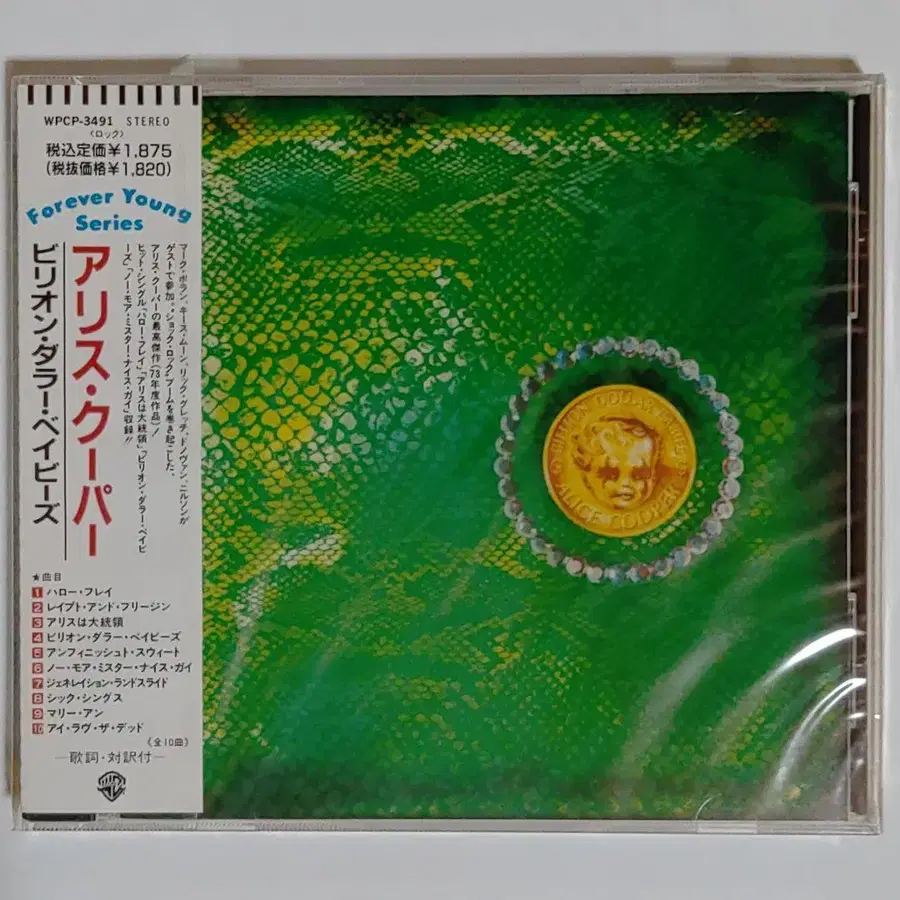 WPCP-3491 STEREO
〈ロック〉
税込定価¥1,875
(税抜価格¥1,820)
Forever Young
Series
アリス・クーパー
ビリオン・ダラー・ベイビーズ
マーク・ボラン、キース・ムーン、リック・グレッチ、ドノヴァン、ニルソンが
ゲストで参加。ショック・ロック・ブームを巻き起こした、
アリス・クーパーの最高傑作(73年度作品)!
ヒット・シングル「ハロー・フレイ」「アリスは大統領」「ビリオン・ダラー・ベイビ
ーズ」「ノー・モア・ミスター・ナイス・ガイ」収録!!
★曲目
1 ハロー・フレイ
2 レイプト・アンド・フリージン
3 アリスは大統領
4 ビリオン・ダラー・ベイビーズ
5 アンフィニッシュト・スウィート
6 ノー・モア・ミスター・ナイス・ガイ
7 ジェネレイション・ランドスライド
8 シック・シングス
9 マリー・アン
10 アイ・ラヴ・ザ・デッド
《全10曲》
—歌詞・対訳付—
BILLION DOLLAR BABIES
ALICE COOPER